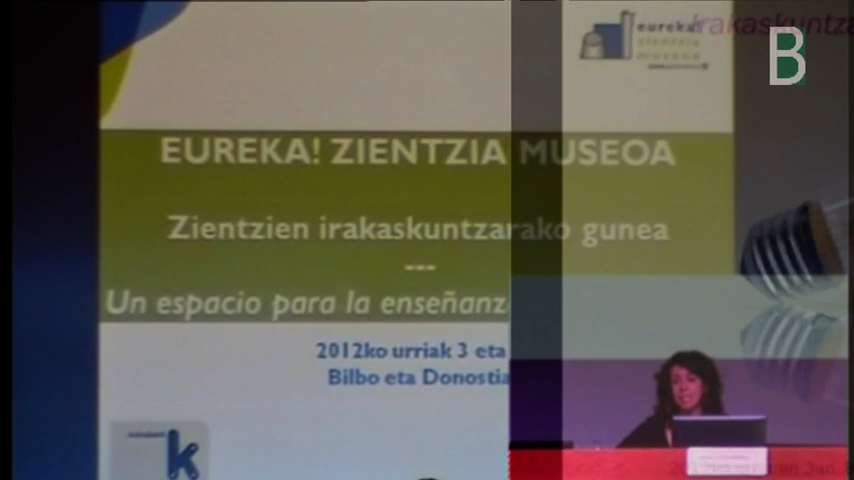 Irakaskuntza
eureka!
zientzia
museoa
B
EUREKA! ZIENTZIA MUSEOA
Zientzien irakaskuntzarako gunea
---
Un espacio para la enseñanz
2012ko urriak 3 eta
Bilbo eta Donostia
k